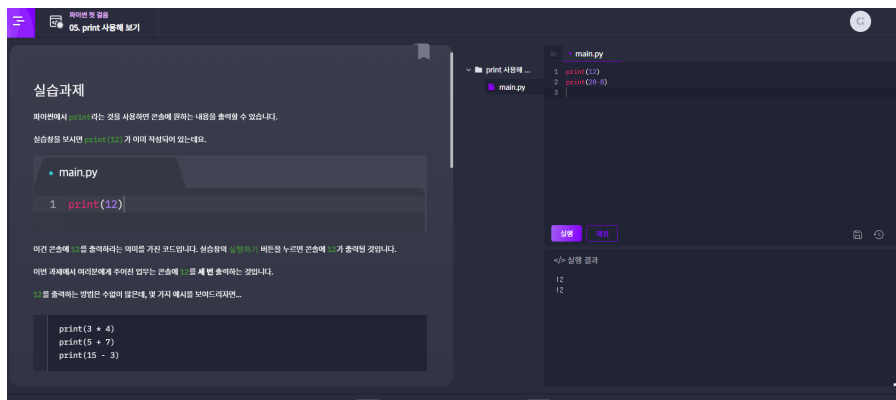 파이썬 첫 걸음
05. print 사용해 보기
실습과제
파이썬에서 print라는 것을 사용하면 콘솔에 원하는 내용을 출력할 수 있습니다.
실습창을 보시면 print(12)가 이미 작성되어 있는데요.
main.py
1 print(12)
이건 콘솔에 12를 출력하라는 의미를 가진 코드입니다. 실습창의 실행하기 버튼을 누르면 콘솔에 12가 출력될 것입니다.
이번 과제에서 여러분에게 주어진 업무는 콘솔에 12를 세 번 출력하는 것입니다.
12를 출력하는 방법은 수없이 많은데, 몇 가지 예시를 보여드리자면...
print(3 * 4)
print(5 + 7)
print(15 - 3)
print 사용해 ...
main.py
main.py
1 print(12)
2 print(20-8)
3
실행
제출
</> 실행 결과
12
12